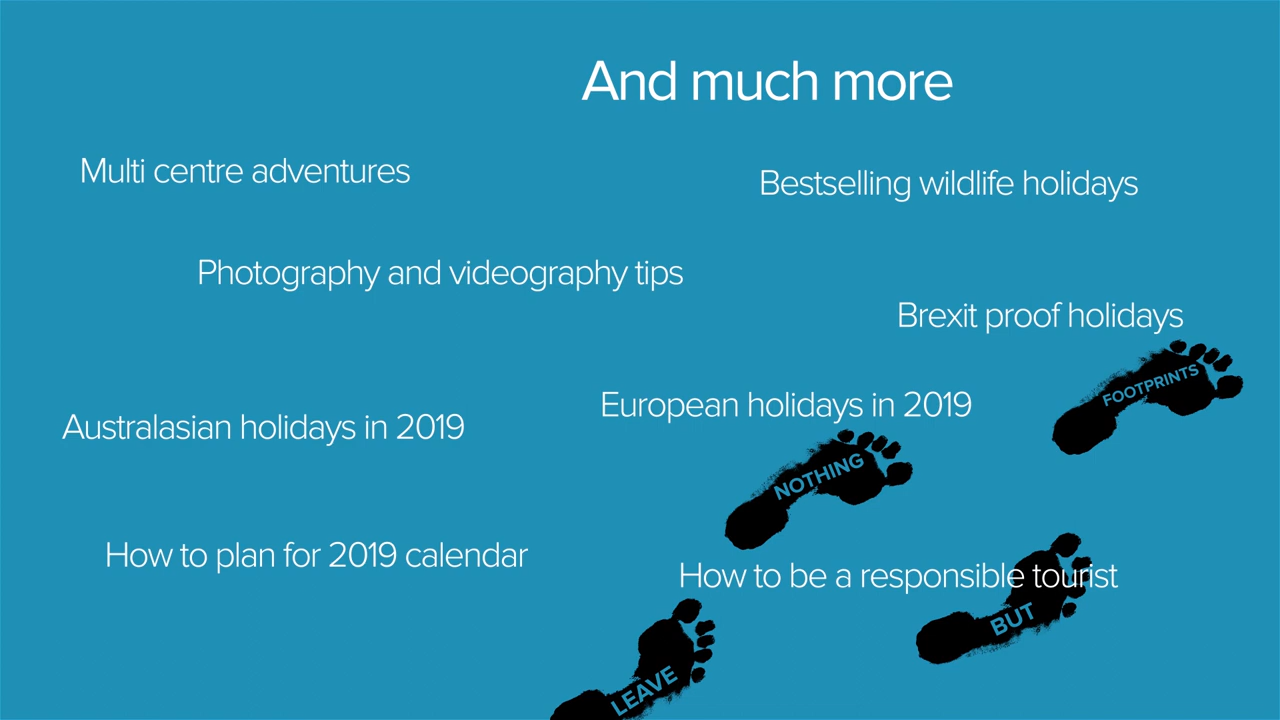 And much more
Multi centre adventures
Bestselling wildlife holidays
Photography and videography tips
Brexit proof holidays
European holidays in 2019
Australasian holidays in 2019
How to plan for 2019 calendar
How to be a responsible tourist
LEAVE
NOTHING
BUT
FOOTPRINTS